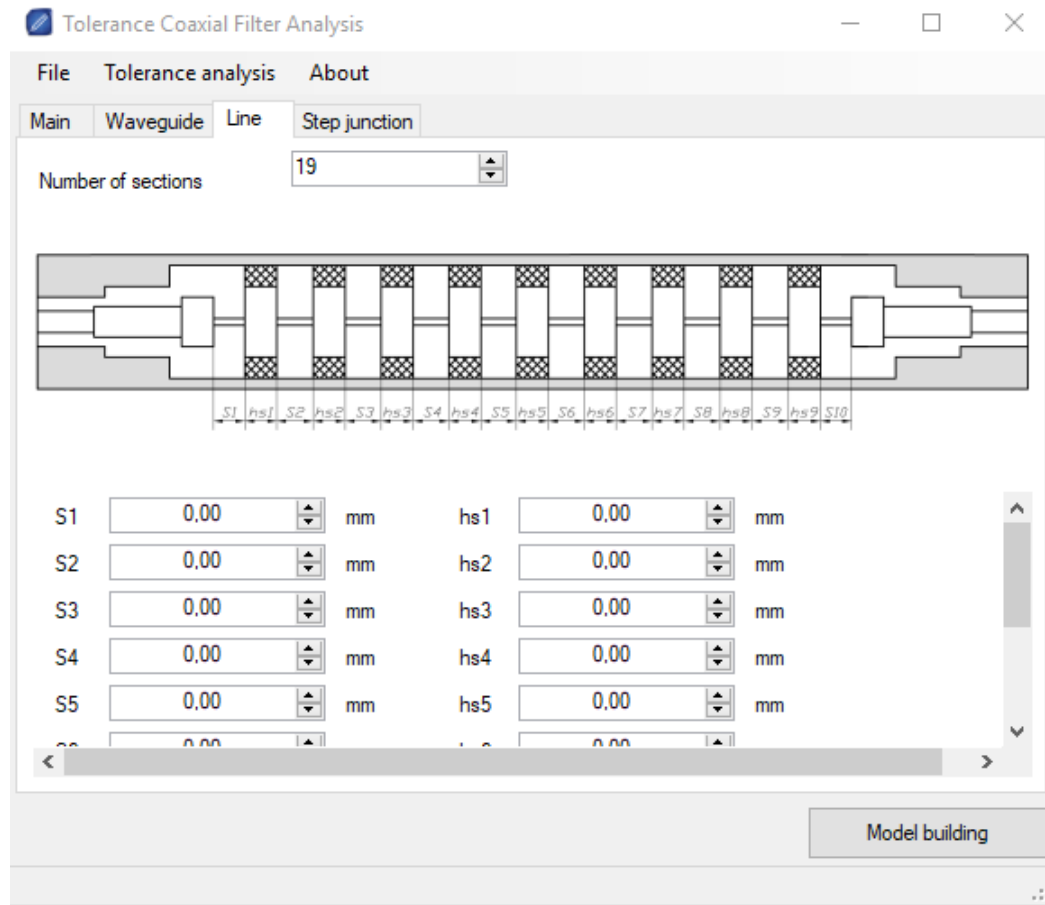 Tolerance Coaxial Filter Analysis
File Tolerance analysis About
Main Waveguide Line Step junction
Number of sections 19
S1 hs1 S2 hs2 S3 hs3 S4 hs4 S5 hs5 S6 hs6 S7 hs7 S8 hs8 S9 hs9 S10
S1 0,00 mm hs1 0,00 mm
S2 0,00 mm hs2 0,00 mm
S3 0,00 mm hs3 0,00 mm
S4 0,00 mm hs4 0,00 mm
S5 0,00 mm hs5 0,00 mm
Model building